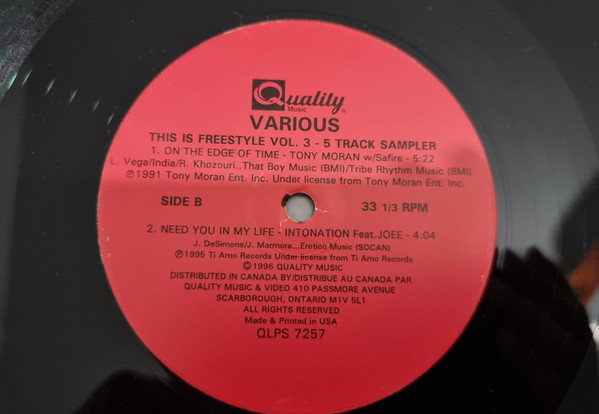 Quality
Music ®
VARIOUS
THIS IS FREESTYLE VOL. 3 - 5 TRACK SAMPLER
1. ON THE EDGE OF TIME - TONY MORAN w/Safire - 5:22
L. Vega/India/R. Khozouri..That Boy Music (BMI)/Tribe Rhythm Music (BMI)
℗1991 Tony Moran Ent. Inc. Under license from Tony Moran Ent. Inc.
SIDE B 33 1/3 RPM
2. NEED YOU IN MY LIFE - INTONATION Feat.JOEE - 4:04
J. DeSimone/J. Marmora...Erotico Music (SOCAN)
℗1995 Ti Amo Records Under license from Ti Amo Records
©1996 QUALITY MUSIC
DISTRIBUTED IN CANADA BY/DISTRIBUE AU CANADA PAR
QUALITY MUSIC & VIDEO 410 PASSMORE AVENUE
SCARBOROUGH, ONTARIO M1V 5L1
ALL RIGHTS RESERVED
Made & Printed in USA
QLPS 7257